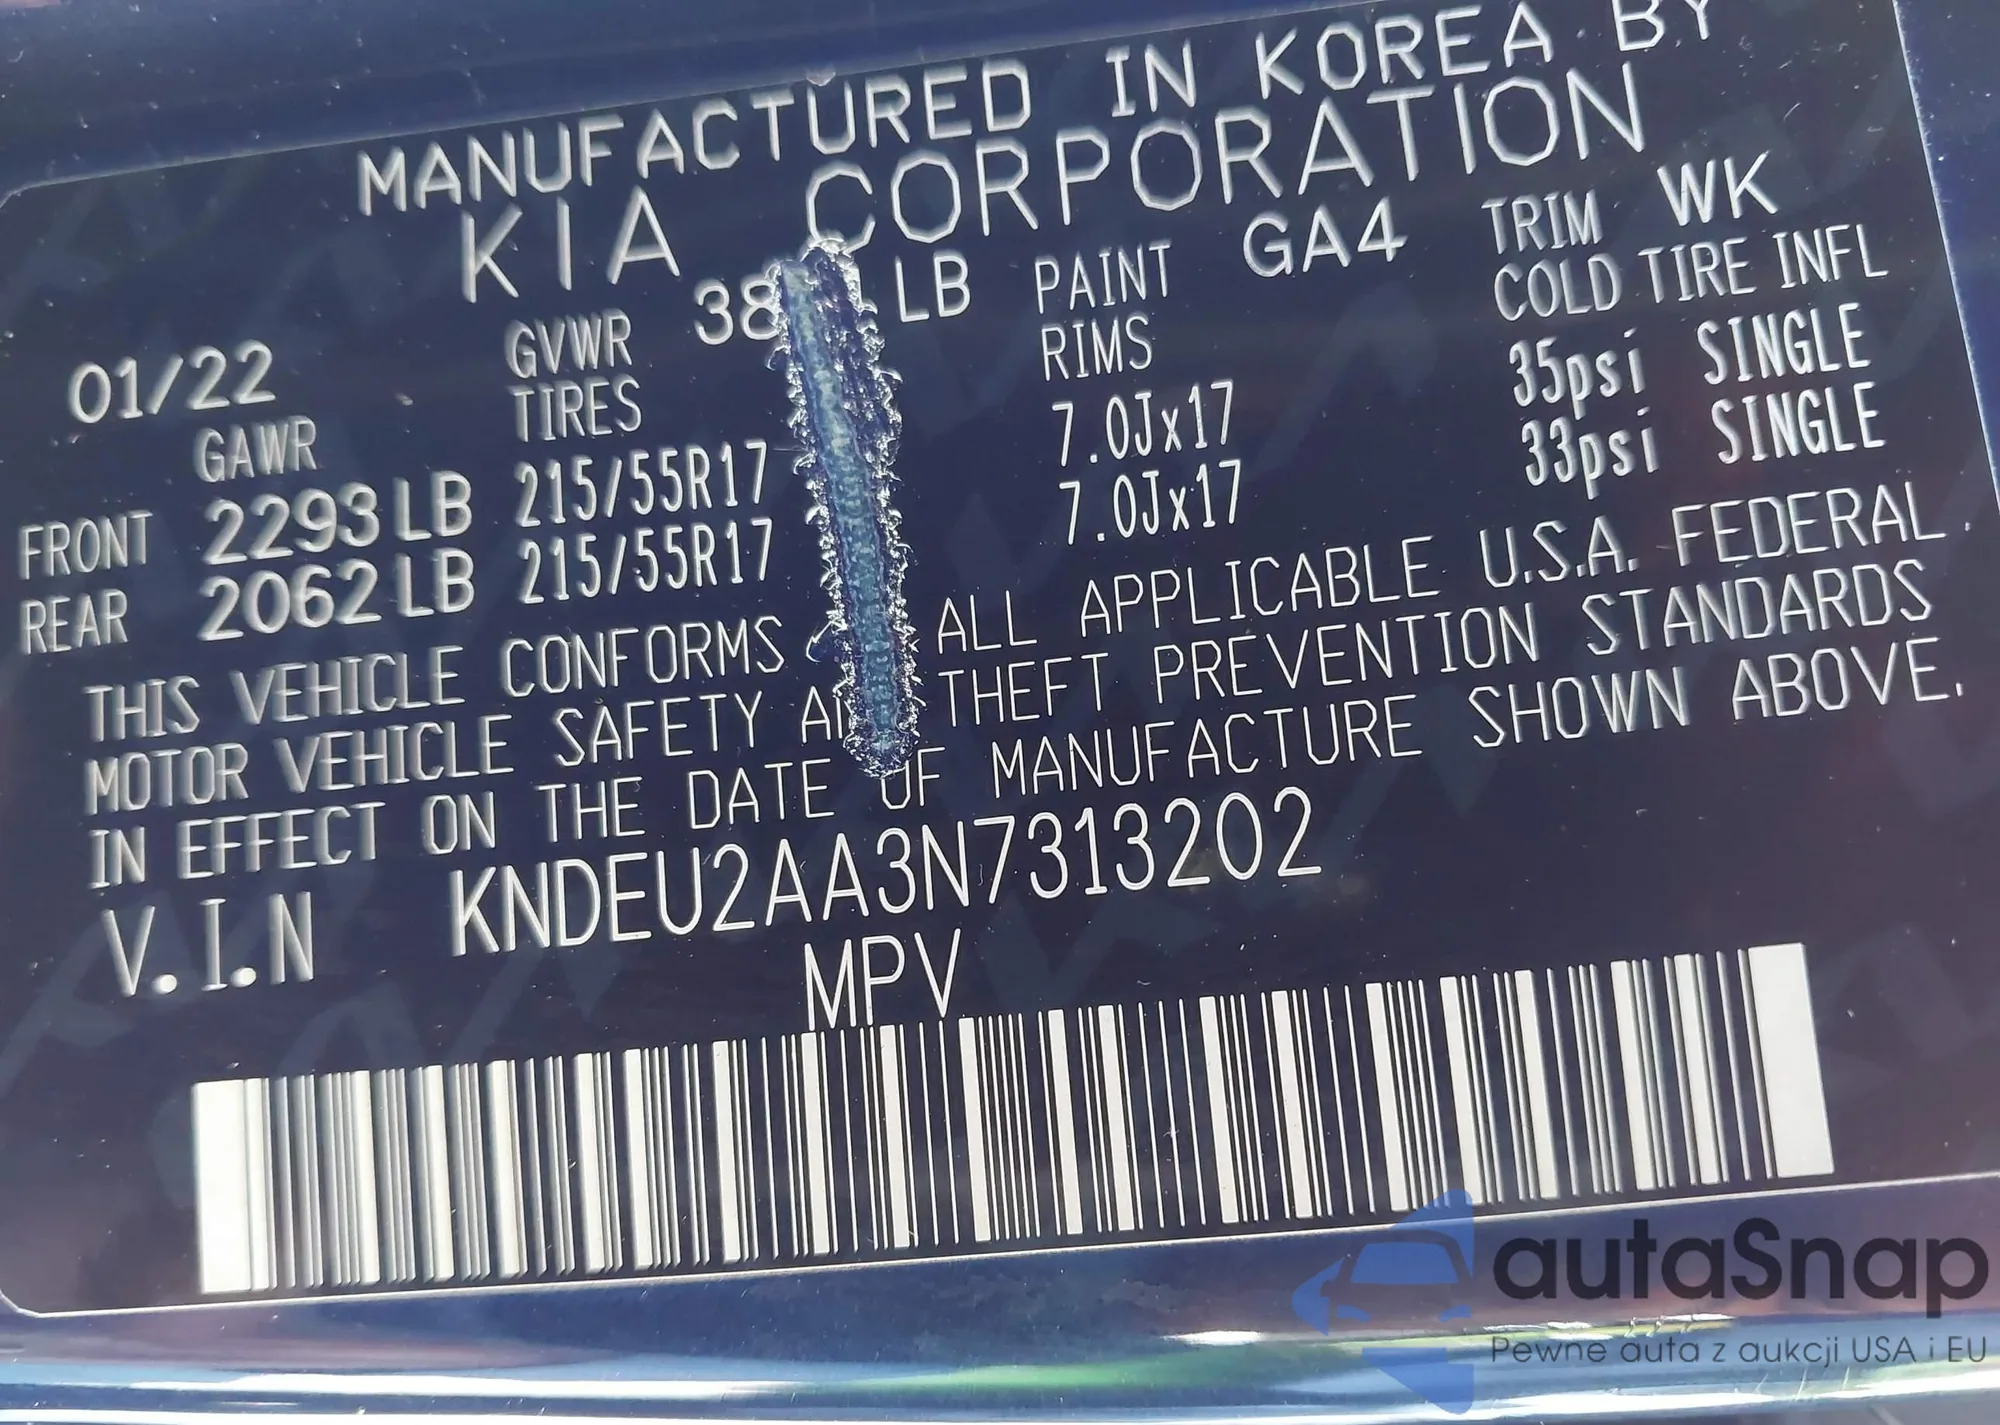 MANUFACTURED IN KOREA BY
KIA CORPORATION
01/22 GVWR LB PAINT GA4 TRIM WK
GAWR TIRES RIMS COLD TIRE INFL
FRONT 2293 LB 215/55R17 7.0Jx17 35psi SINGLE
REAR 2062 LB 215/55R17 7.0Jx17 33psi SINGLE
THIS VEHICLE CONFORMS ALL APPLICABLE U.S.A. FEDERAL
MOTOR VEHICLE SAFETY THEFT PREVENTION STANDARDS
IN EFFECT ON THE DATE OF MANUFACTURE SHOWN ABOVE.
V.I.N KNDEU2AA3N7313202
MPV
autaSnap
Pewne auta z aukcji USA i EU